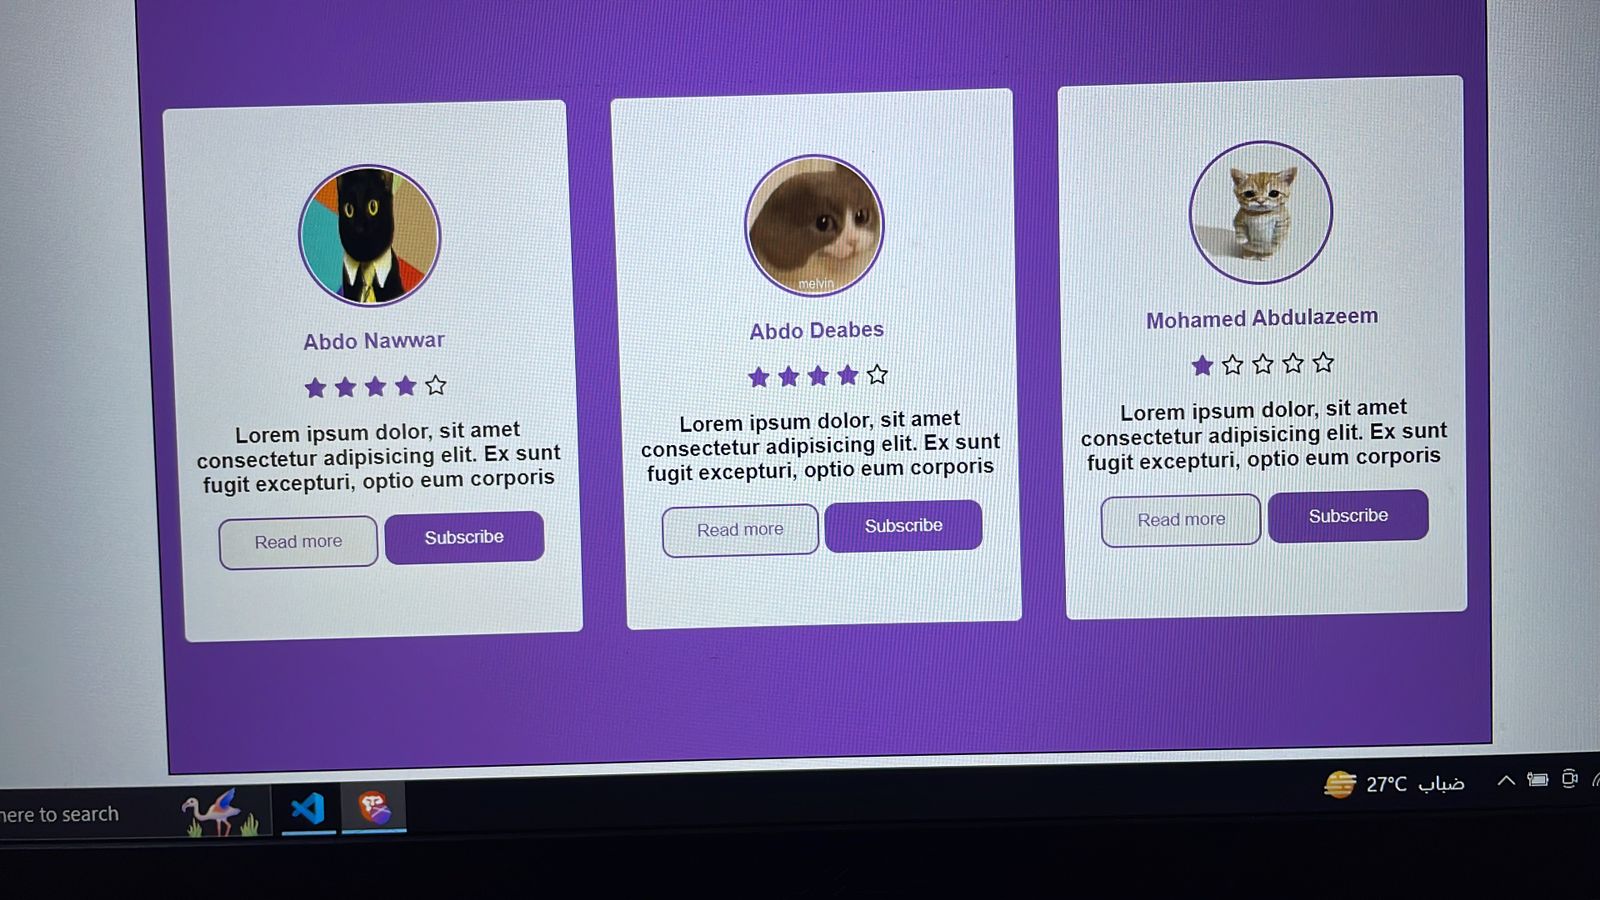 melvin
Abdo Nawwar
Lorem ipsum dolor, sit amet
consectetur adipisicing elit. Ex sunt
fugit excepturi, optio eum corporis
Read more
Subscribe
Abdo Deabes
Lorem ipsum dolor, sit amet
consectetur adipisicing elit. Ex sunt
fugit excepturi, optio eum corporis
Read more
Subscribe
Mohamed Abdulazeem
Lorem ipsum dolor, sit amet
consectetur adipisicing elit. Ex sunt
fugit excepturi, optio eum corporis
Read more
Subscribe
here to search
27°C ضباب